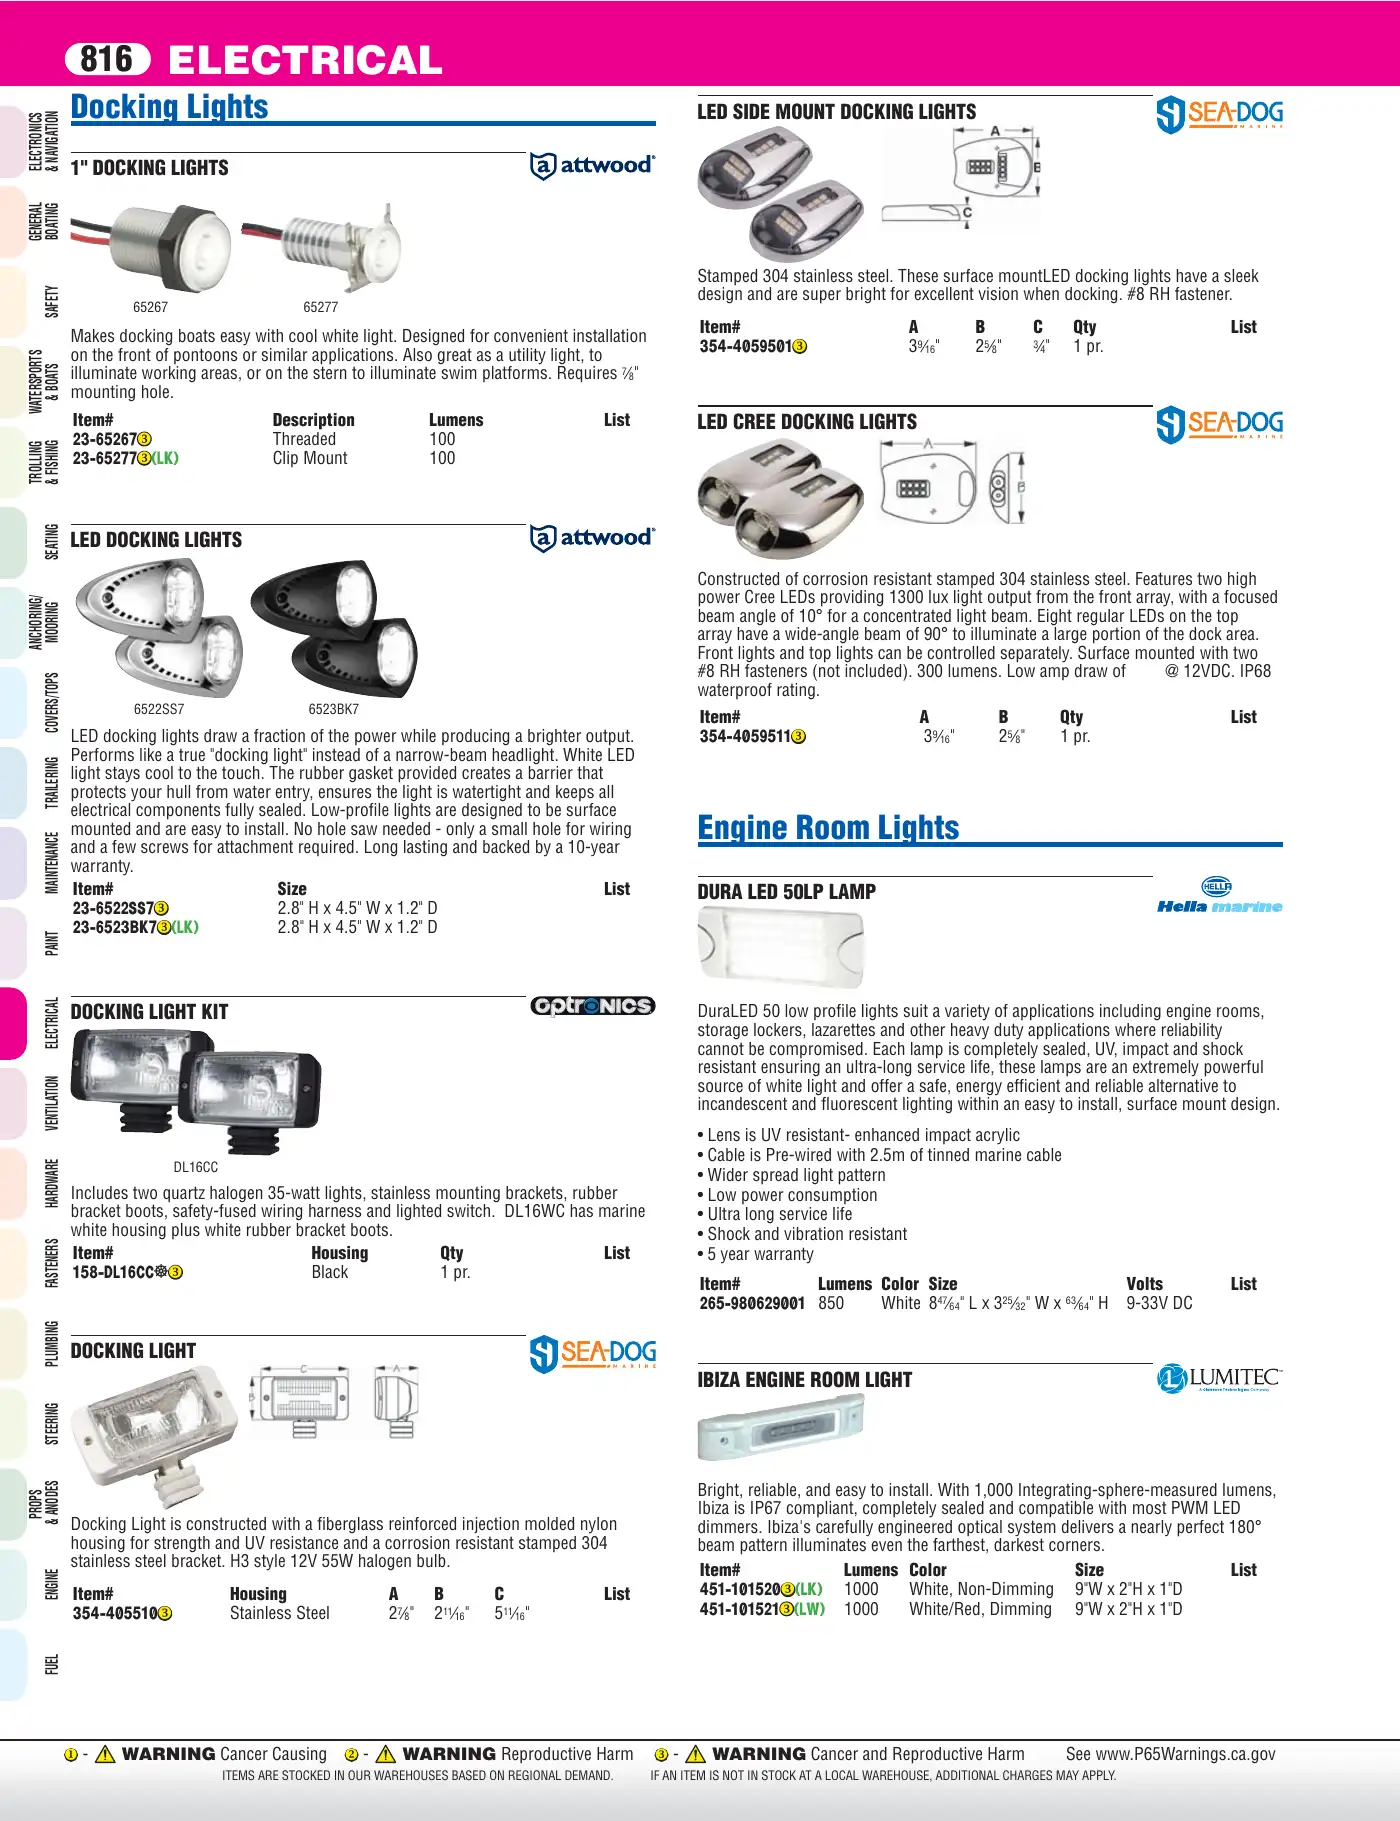 816 ELECTRICAL
ELECTRONICS
& NAVIGATION
GENERAL
BOATING
SAFETY
WATERSPORTS
& BOATS
TROLLING
& FISHING
SEATING
ANCHORING/
MOORING
COVERS/TOPS
TRAILERING
MAINTENANCE
PAINT
ELECTRICAL
VENTILATION
HARDWARE
FASTENERS
PLUMBING
STEERING
PROPS
& ANODES
ENGINE
FUEL
Docking Lights
1" DOCKING LIGHTS
attwood®
65267 65277
Makes docking boats easy with cool white light. Designed for convenient installation
on the front of pontoons or similar applications. Also great as a utility light, to
illuminate working areas, or on the stern to illuminate swim platforms. Requires ⅞"
mounting hole.
Item# Description Lumens List
23-65267③ Threaded 100
23-65277③(LK) Clip Mount 100
LED DOCKING LIGHTS
attwood®
6522SS7 6523BK7
LED docking lights draw a fraction of the power while producing a brighter output.
Performs like a true "docking light" instead of a narrow-beam headlight. White LED
light stays cool to the touch. The rubber gasket provided creates a barrier that
protects your hull from water entry, ensures the light is watertight and keeps all
electrical components fully sealed. Low-profile lights are designed to be surface
mounted and are easy to install. No hole saw needed - only a small hole for wiring
and a few screws for attachment required. Long lasting and backed by a 10-year
warranty.
Item# Size List
23-6522SS7③ 2.8" H x 4.5" W x 1.2" D
23-6523BK7③(LK) 2.8" H x 4.5" W x 1.2" D
DOCKING LIGHT KIT
OPTRONICS
DL16CC
Includes two quartz halogen 35-watt lights, stainless mounting brackets, rubber
bracket boots, safety-fused wiring harness and lighted switch. DL16WC has marine
white housing plus white rubber bracket boots.
Item# Housing Qty List
158-DL16CC☸③ Black 1 pr.
DOCKING LIGHT
SEA-DOG
MARINE
C A
B
Docking Light is constructed with a fiberglass reinforced injection molded nylon
housing for strength and UV resistance and a corrosion resistant stamped 304
stainless steel bracket. H3 style 12V 55W halogen bulb.
Item# Housing A B C List
354-405510③ Stainless Steel 2⅞" 2¹¹⁄₁₆" 5¹¹⁄₁₆"
LED SIDE MOUNT DOCKING LIGHTS
SEA-DOG
MARINE
A
B
C
Stamped 304 stainless steel. These surface mountLED docking lights have a sleek
design and are super bright for excellent vision when docking. #8 RH fastener.
Item# A B C Qty List
354-4059501③ 3⁹⁄₁₆" 2⅝" ¾" 1 pr.
LED CREE DOCKING LIGHTS
SEA-DOG
MARINE
A
B
Constructed of corrosion resistant stamped 304 stainless steel. Features two high
power Cree LEDs providing 1300 lux light output from the front array, with a focused
beam angle of 10° for a concentrated light beam. Eight regular LEDs on the top
array have a wide-angle beam of 90° to illuminate a large portion of the dock area.
Front lights and top lights can be controlled separately. Surface mounted with two
#8 RH fasteners (not included). 300 lumens. Low amp draw of @ 12VDC. IP68
waterproof rating.
Item# A B Qty List
354-4059511③ 3⁹⁄₁₆" 2⅝" 1 pr.
Engine Room Lights
DURA LED 50LP LAMP
HELLA
Hella marine
DuraLED 50 low profile lights suit a variety of applications including engine rooms,
storage lockers, lazarettes and other heavy duty applications where reliability
cannot be compromised. Each lamp is completely sealed, UV, impact and shock
resistant ensuring an ultra-long service life, these lamps are an extremely powerful
source of white light and offer a safe, energy efficient and reliable alternative to
incandescent and fluorescent lighting within an easy to install, surface mount design.
• Lens is UV resistant- enhanced impact acrylic
• Cable is Pre-wired with 2.5m of tinned marine cable
• Wider spread light pattern
• Low power consumption
• Ultra long service life
• Shock and vibration resistant
• 5 year warranty
Item# Lumens Color Size Volts List
265-980629001 850 White 8⁴⁷⁄₆₄" L x 3²⁵⁄₃₂" W x ⁶³⁄₆₄" H 9-33V DC
IBIZA ENGINE ROOM LIGHT
LUMITEC™
Bright, reliable, and easy to install. With 1,000 Integrating-sphere-measured lumens,
Ibiza is IP67 compliant, completely sealed and compatible with most PWM LED
dimmers. Ibiza's carefully engineered optical system delivers a nearly perfect 180°
beam pattern illuminates even the farthest, darkest corners.
Item# Lumens Color Size List
451-101520③(LK) 1000 White, Non-Dimming 9"W x 2"H x 1"D
451-101521③(LW) 1000 White/Red, Dimming 9"W x 2"H x 1"D
① - ⚠ WARNING Cancer Causing ② - ⚠ WARNING Reproductive Harm ③ - ⚠ WARNING Cancer and Reproductive Harm See www.P65Warnings.ca.gov
ITEMS ARE STOCKED IN OUR WAREHOUSES BASED ON REGIONAL DEMAND. IF AN ITEM IS NOT IN STOCK AT A LOCAL WAREHOUSE, ADDITIONAL CHARGES MAY APPLY.